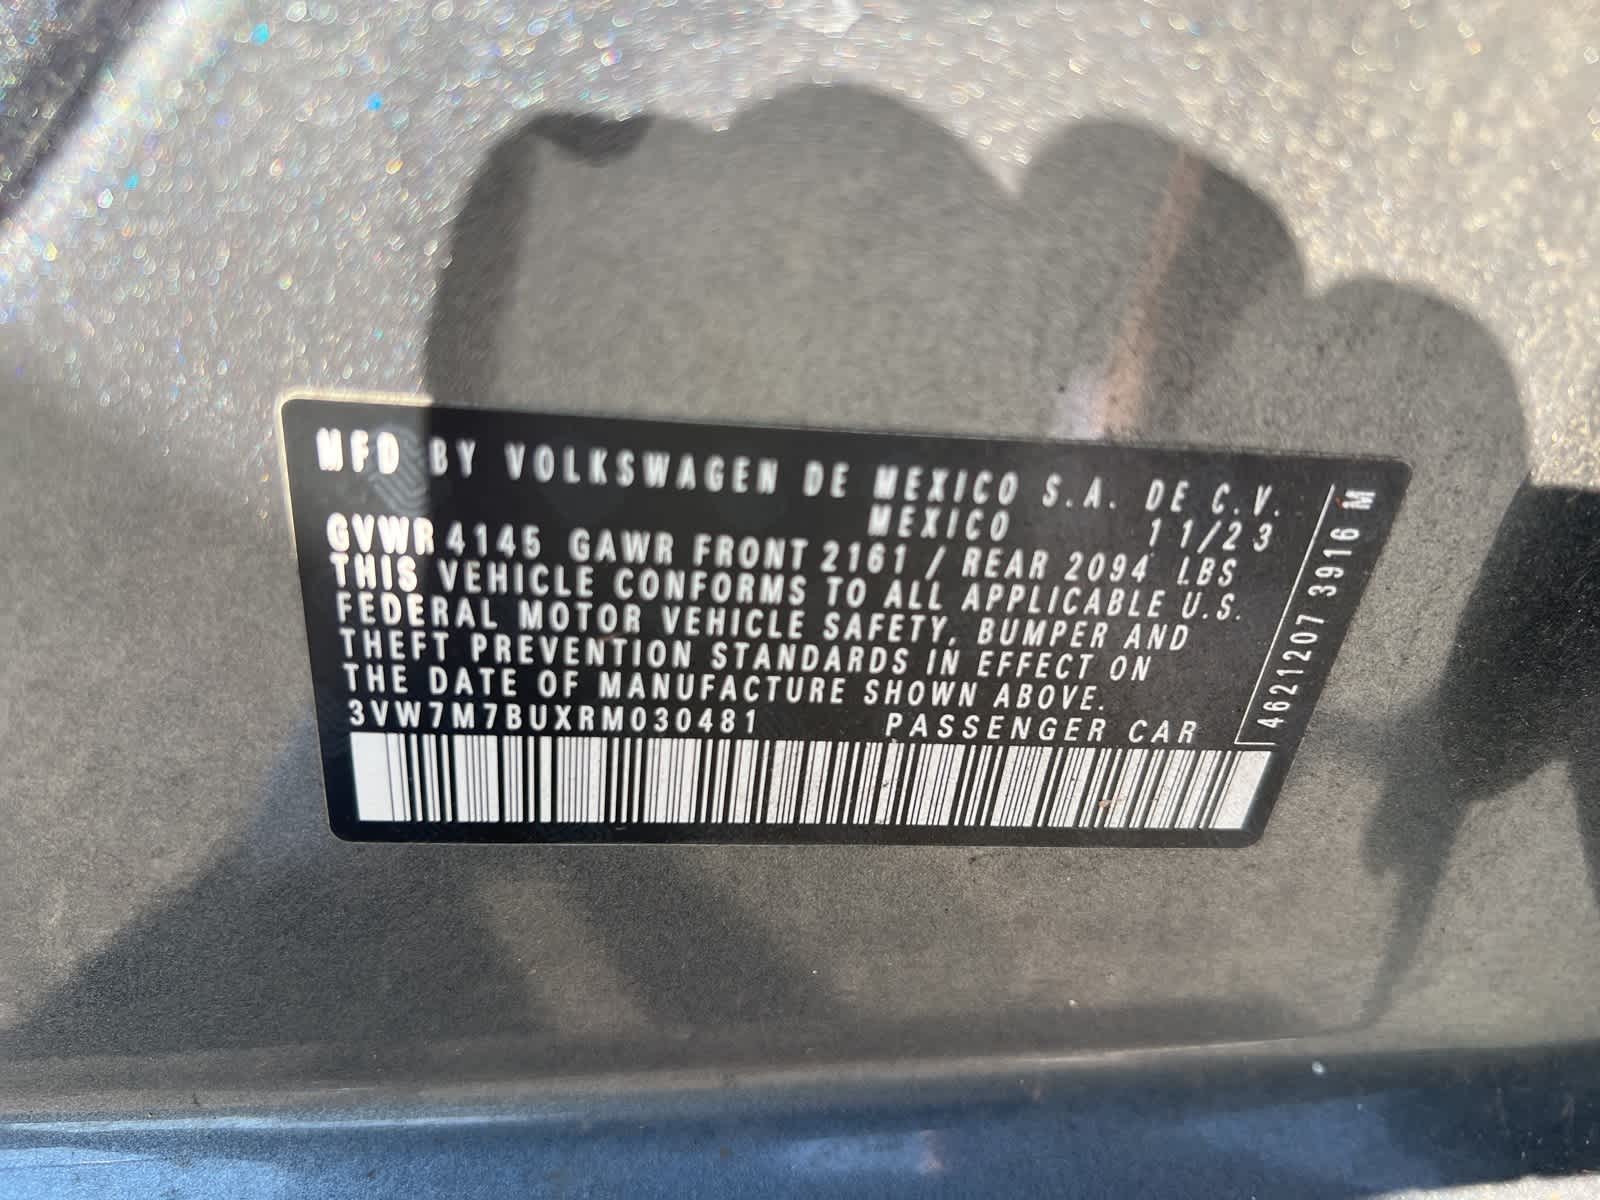 MFD BY VOLKSWAGEN DE MEXICO S.A. DE C.V.
MEXICO 11/23
GVWR 4145 GAWR FRONT 2161 / REAR 2094 LBS
THIS VEHICLE CONFORMS TO ALL APPLICABLE U.S.
FEDERAL MOTOR VEHICLE SAFETY, BUMPER AND
THEFT PREVENTION STANDARDS IN EFFECT ON
THE DATE OF MANUFACTURE SHOWN ABOVE.
3VW7M7BUXRM030481 PASSENGER CAR
4621207 3916 M